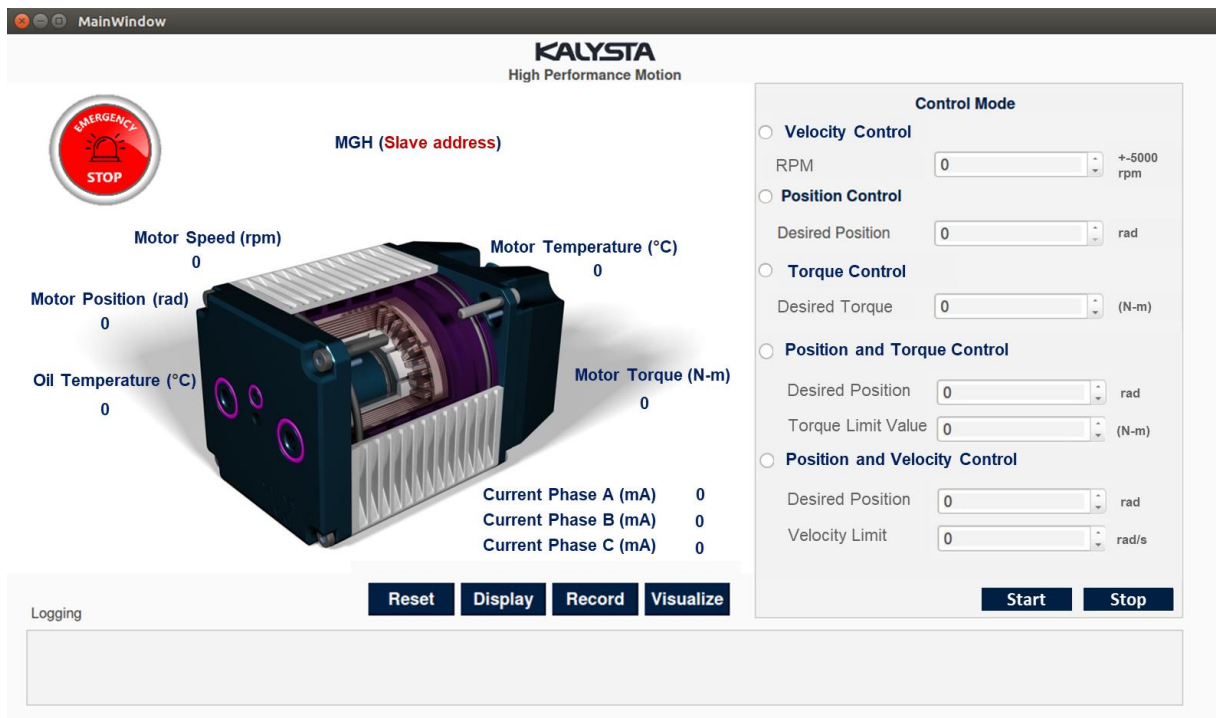 MainWindow
KALYSTA
High Performance Motion
EMERGENCY
STOP
MGH (Slave address)
Motor Speed (rpm)
0
Motor Position (rad)
0
Oil Temperature (°C)
0
Motor Temperature (°C)
0
Motor Torque (N-m)
0
Current Phase A (mA) 0
Current Phase B (mA) 0
Current Phase C (mA) 0
Reset Display Record Visualize
Control Mode
Velocity Control
RPM 0 +-5000
rpm
Position Control
Desired Position 0 rad
Torque Control
Desired Torque 0 (N-m)
Position and Torque Control
Desired Position 0 rad
Torque Limit Value 0 (N-m)
Position and Velocity Control
Desired Position 0 rad
Velocity Limit 0 rad/s
Start Stop
Logging